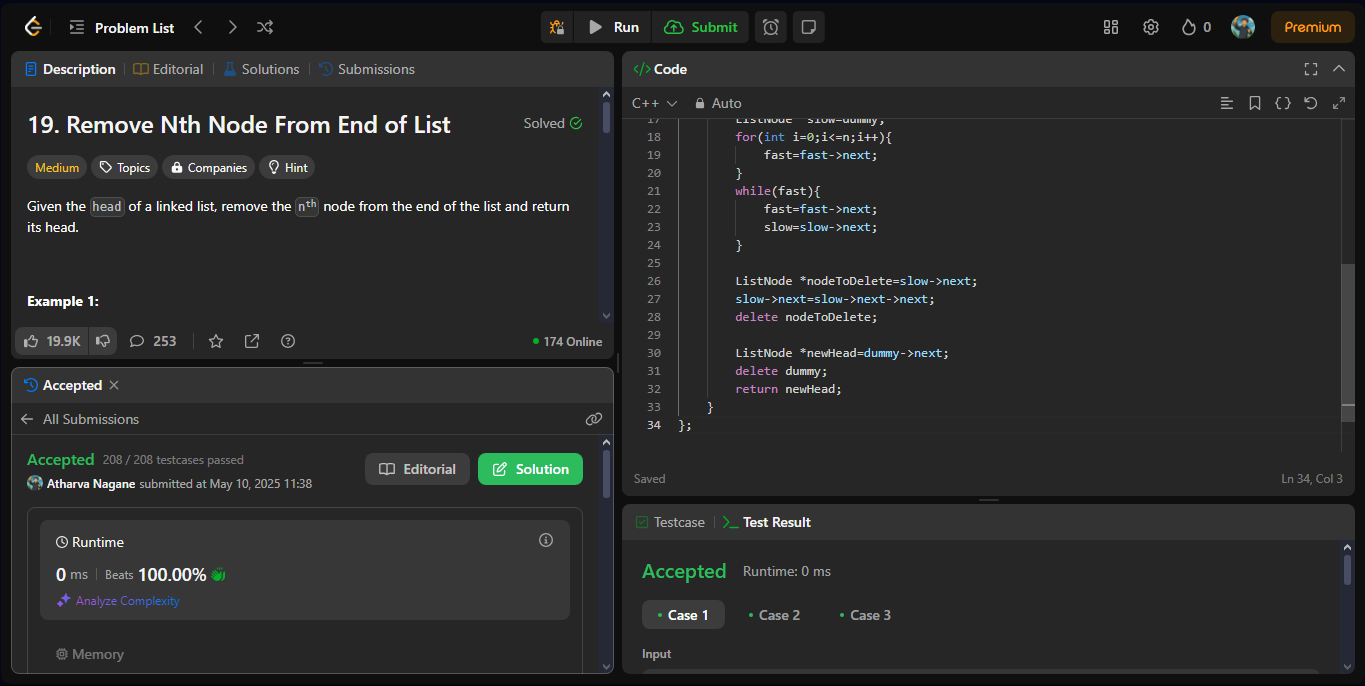 Problem List
Run
Submit
0
Premium
Description
Editorial
Solutions
Submissions
19. Remove Nth Node From End of List
Solved
Medium
Topics
Companies
Hint
Given the head of a linked list, remove the nth node from the end of the list and return
its head.
Example 1:
19.9K
253
174 Online
Accepted
All Submissions
Accepted 208 / 208 testcases passed
Atharva Nagane submitted at May 10, 2025 11:38
Editorial
Solution
Runtime
0 ms
Beats 100.00%
Analyze Complexity
Memory
</> Code
C++
Auto
17 ListNode *slow=dummy;
18 for(int i=0;i<=n;i++){
19 fast=fast->next;
20 }
21 while(fast){
22 fast=fast->next;
23 slow=slow->next;
24 }
25
26 ListNode *nodeToDelete=slow->next;
27 slow->next=slow->next->next;
28 delete nodeToDelete;
29
30 ListNode *newHead=dummy->next;
31 delete dummy;
32 return newHead;
33 }
34 };
Saved
Ln 34, Col 3
Testcase
Test Result
Accepted Runtime: 0 ms
Case 1
Case 2
Case 3
Input